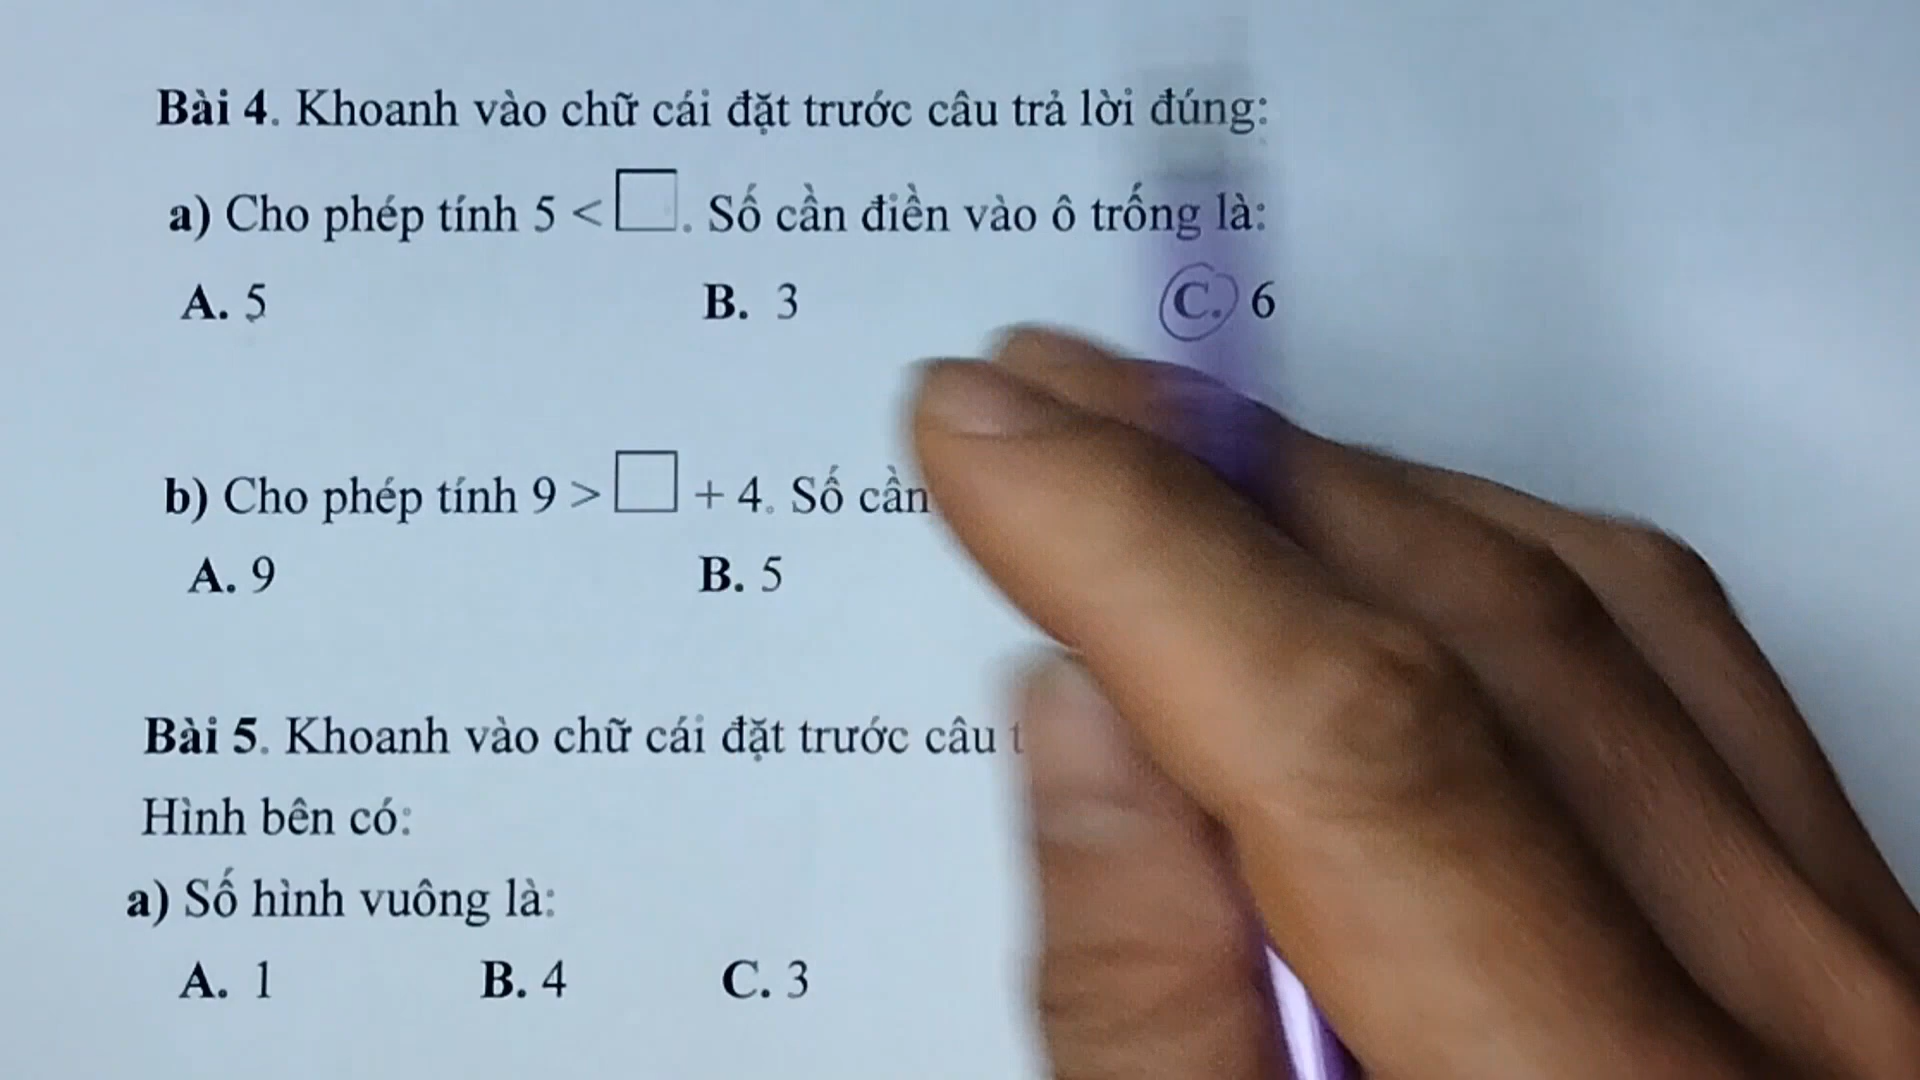 Bài 4. Khoanh vào chữ cái đặt trước câu trả lời đúng:
a) Cho phép tính 5 < □. Số cần điền vào ô trống là:
A. 5 B. 3 C. 6
b) Cho phép tính 9 > □ + 4. Số cần
A. 9 B. 5
Bài 5. Khoanh vào chữ cái đặt trước câu
Hình bên có:
a) Số hình vuông là:
A. 1 B. 4 C. 3